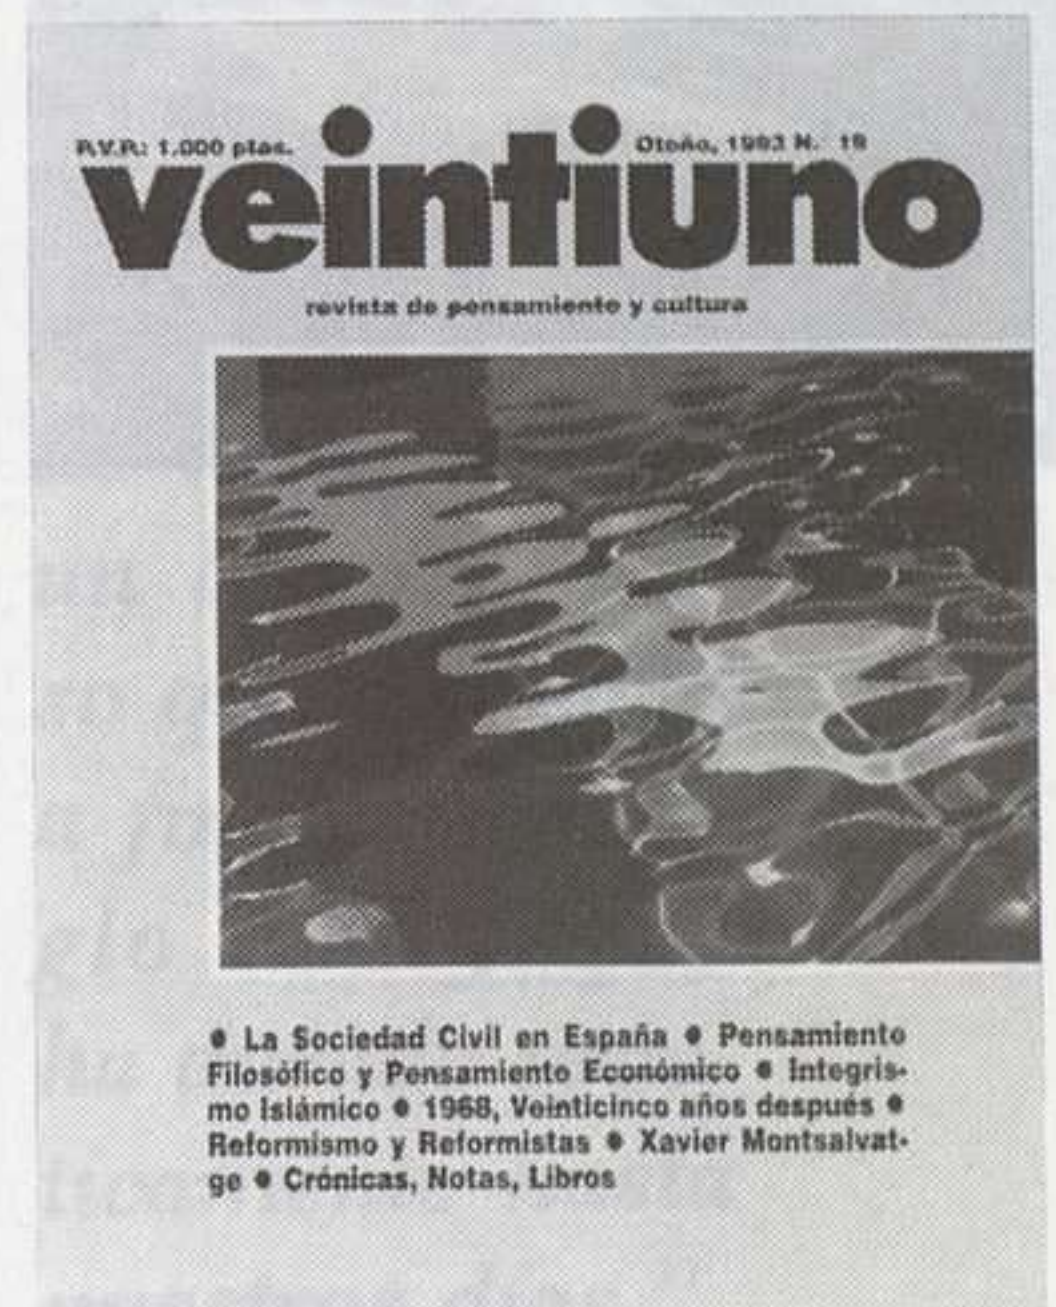 P.V.P.: 1.000 ptas.
Otoño, 1993 N.º 19
veintiuno
revista de pensamiento y cultura
● La Sociedad Civil en España ● Pensamiento
Filosófico y Pensamiento Económico ● Integris-
mo Islámico ● 1968, Veinticinco años después ●
Reformismo y Reformistas ● Xavier Montsalvat-
ge ● Crónicas, Notas, Libros